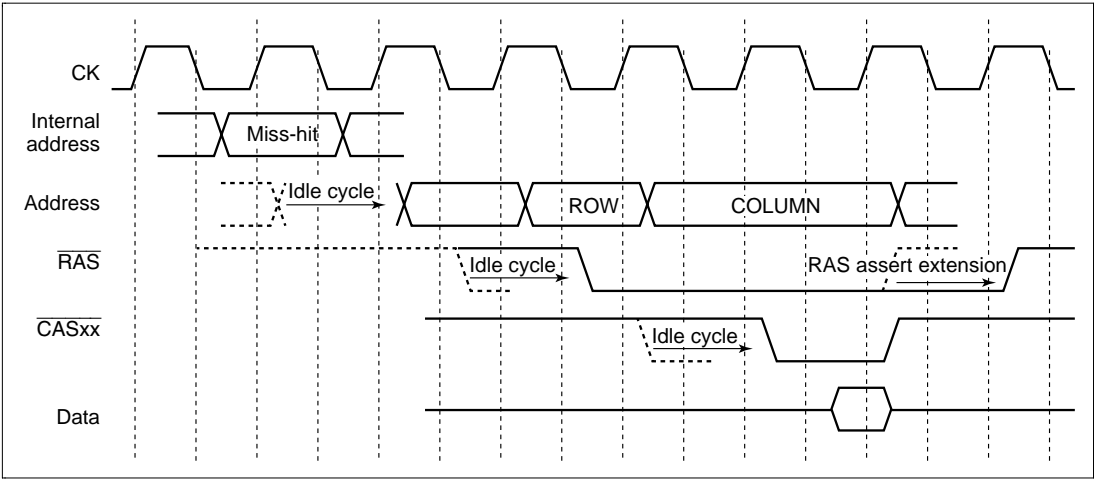 CK
Internal
address
Miss-hit
Address
Idle cycle
ROW
COLUMN
RAS
Idle cycle
RAS assert extension
CASxx
Idle cycle
Data